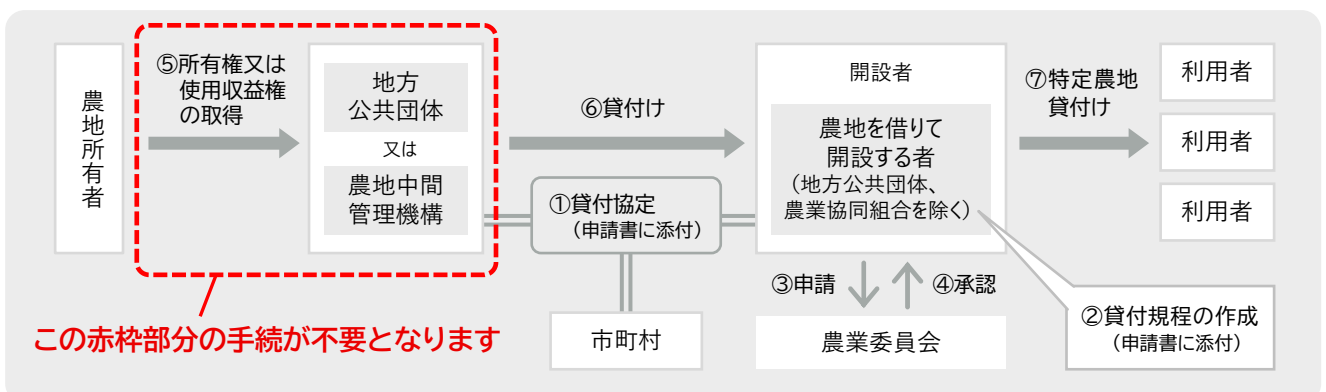 農地所有者
⑤所有権又は
使用収益権
の取得
地方
公共団体
又は
農地中間
管理機構
⑥貸付け
①貸付協定
（申請書に添付）
市町村
開設者
農地を借りて
開設する者
（地方公共団体、
農業協同組合を除く）
③申請
④承認
農業委員会
⑦特定農地
貸付け
利用者
利用者
利用者
②貸付規程の作成
（申請書に添付）
この赤枠部分の手続が不要となります